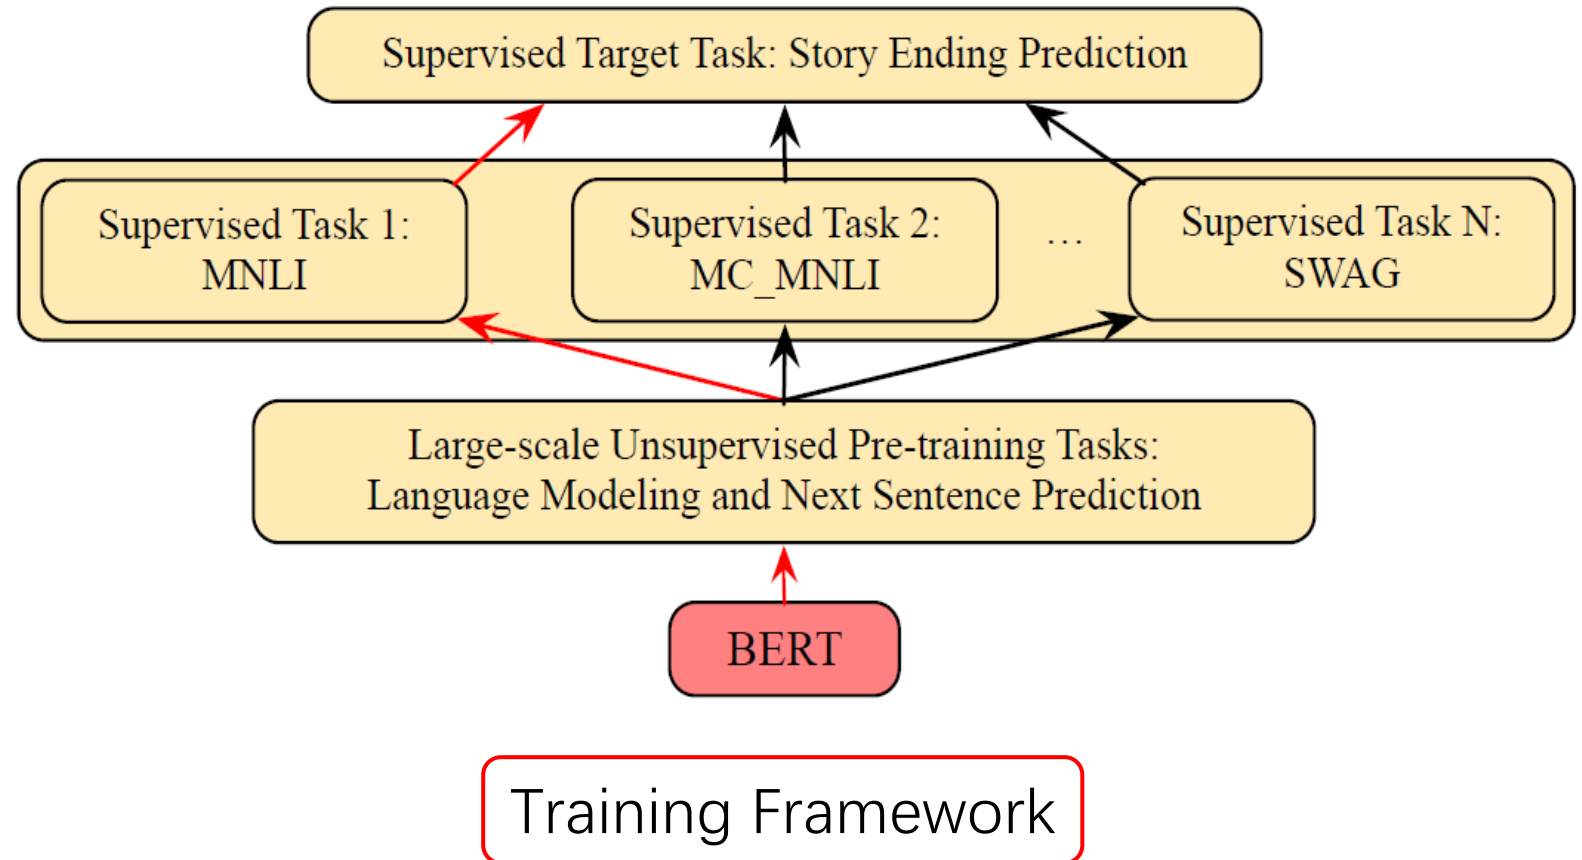 Supervised Target Task: Story Ending Prediction
Supervised Task 1:
MNLI
Supervised Task 2:
MC_MNLI
...
Supervised Task N:
SWAG
Large-scale Unsupervised Pre-training Tasks:
Language Modeling and Next Sentence Prediction
BERT
Training Framework